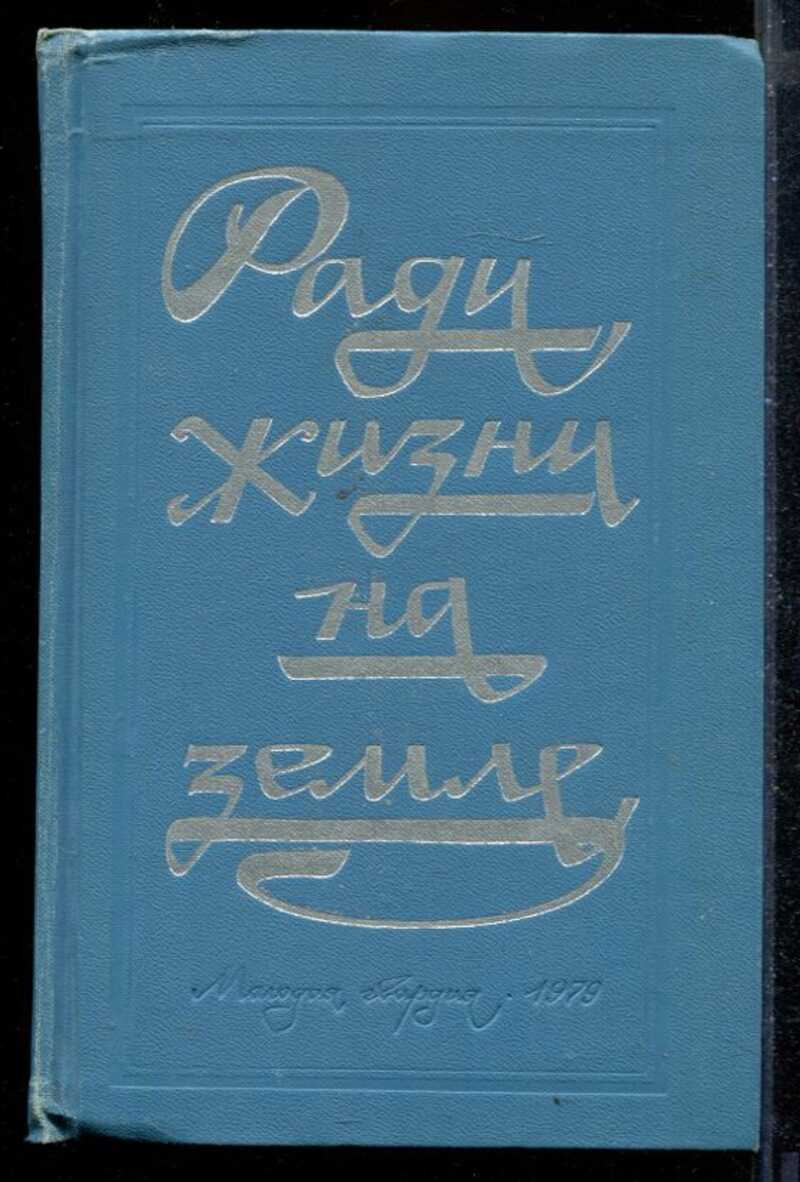 Ради
жизни
на
земле
Молодая гвардия · 1979